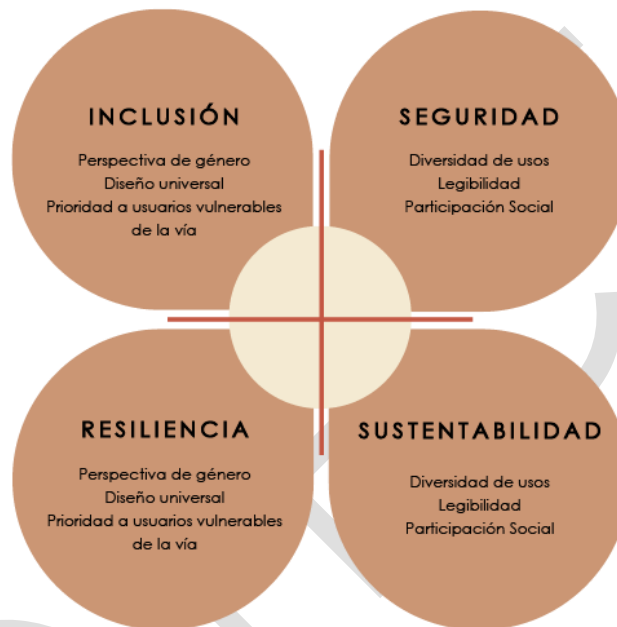 INCLUSIÓN
Perspectiva de género
Diseño universal
Prioridad a usuarios vulnerables
de la vía
SEGURIDAD
Diversidad de usos
Legibilidad
Participación Social
RESILIENCIA
Perspectiva de género
Diseño universal
Prioridad a usuarios vulnerables
de la vía
SUSTENTABILIDAD
Diversidad de usos
Legibilidad
Participación Social